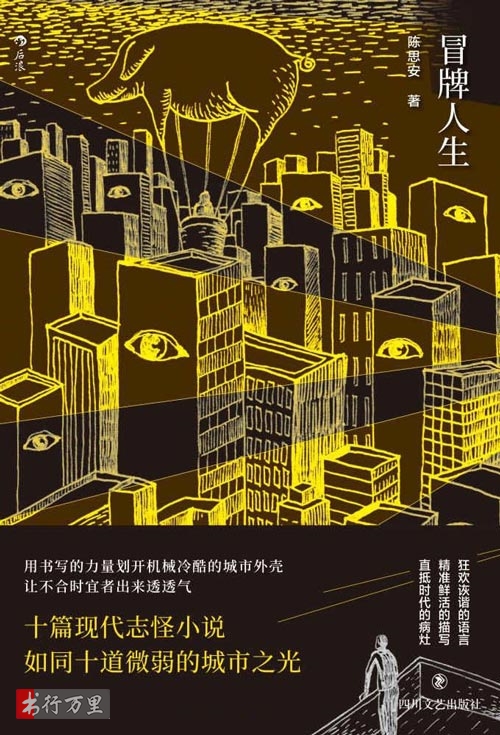 后浪
冒牌人生
陈思安 著
用书写的力量划开机械冷酷的城市外壳
让不合时宜者出来透透气
十篇现代志怪小说
如同十道微弱的城市之光
狂欢诙谐的语言
精准鲜活的描写
直抵时代的病灶
四川文艺出版社
书行万里